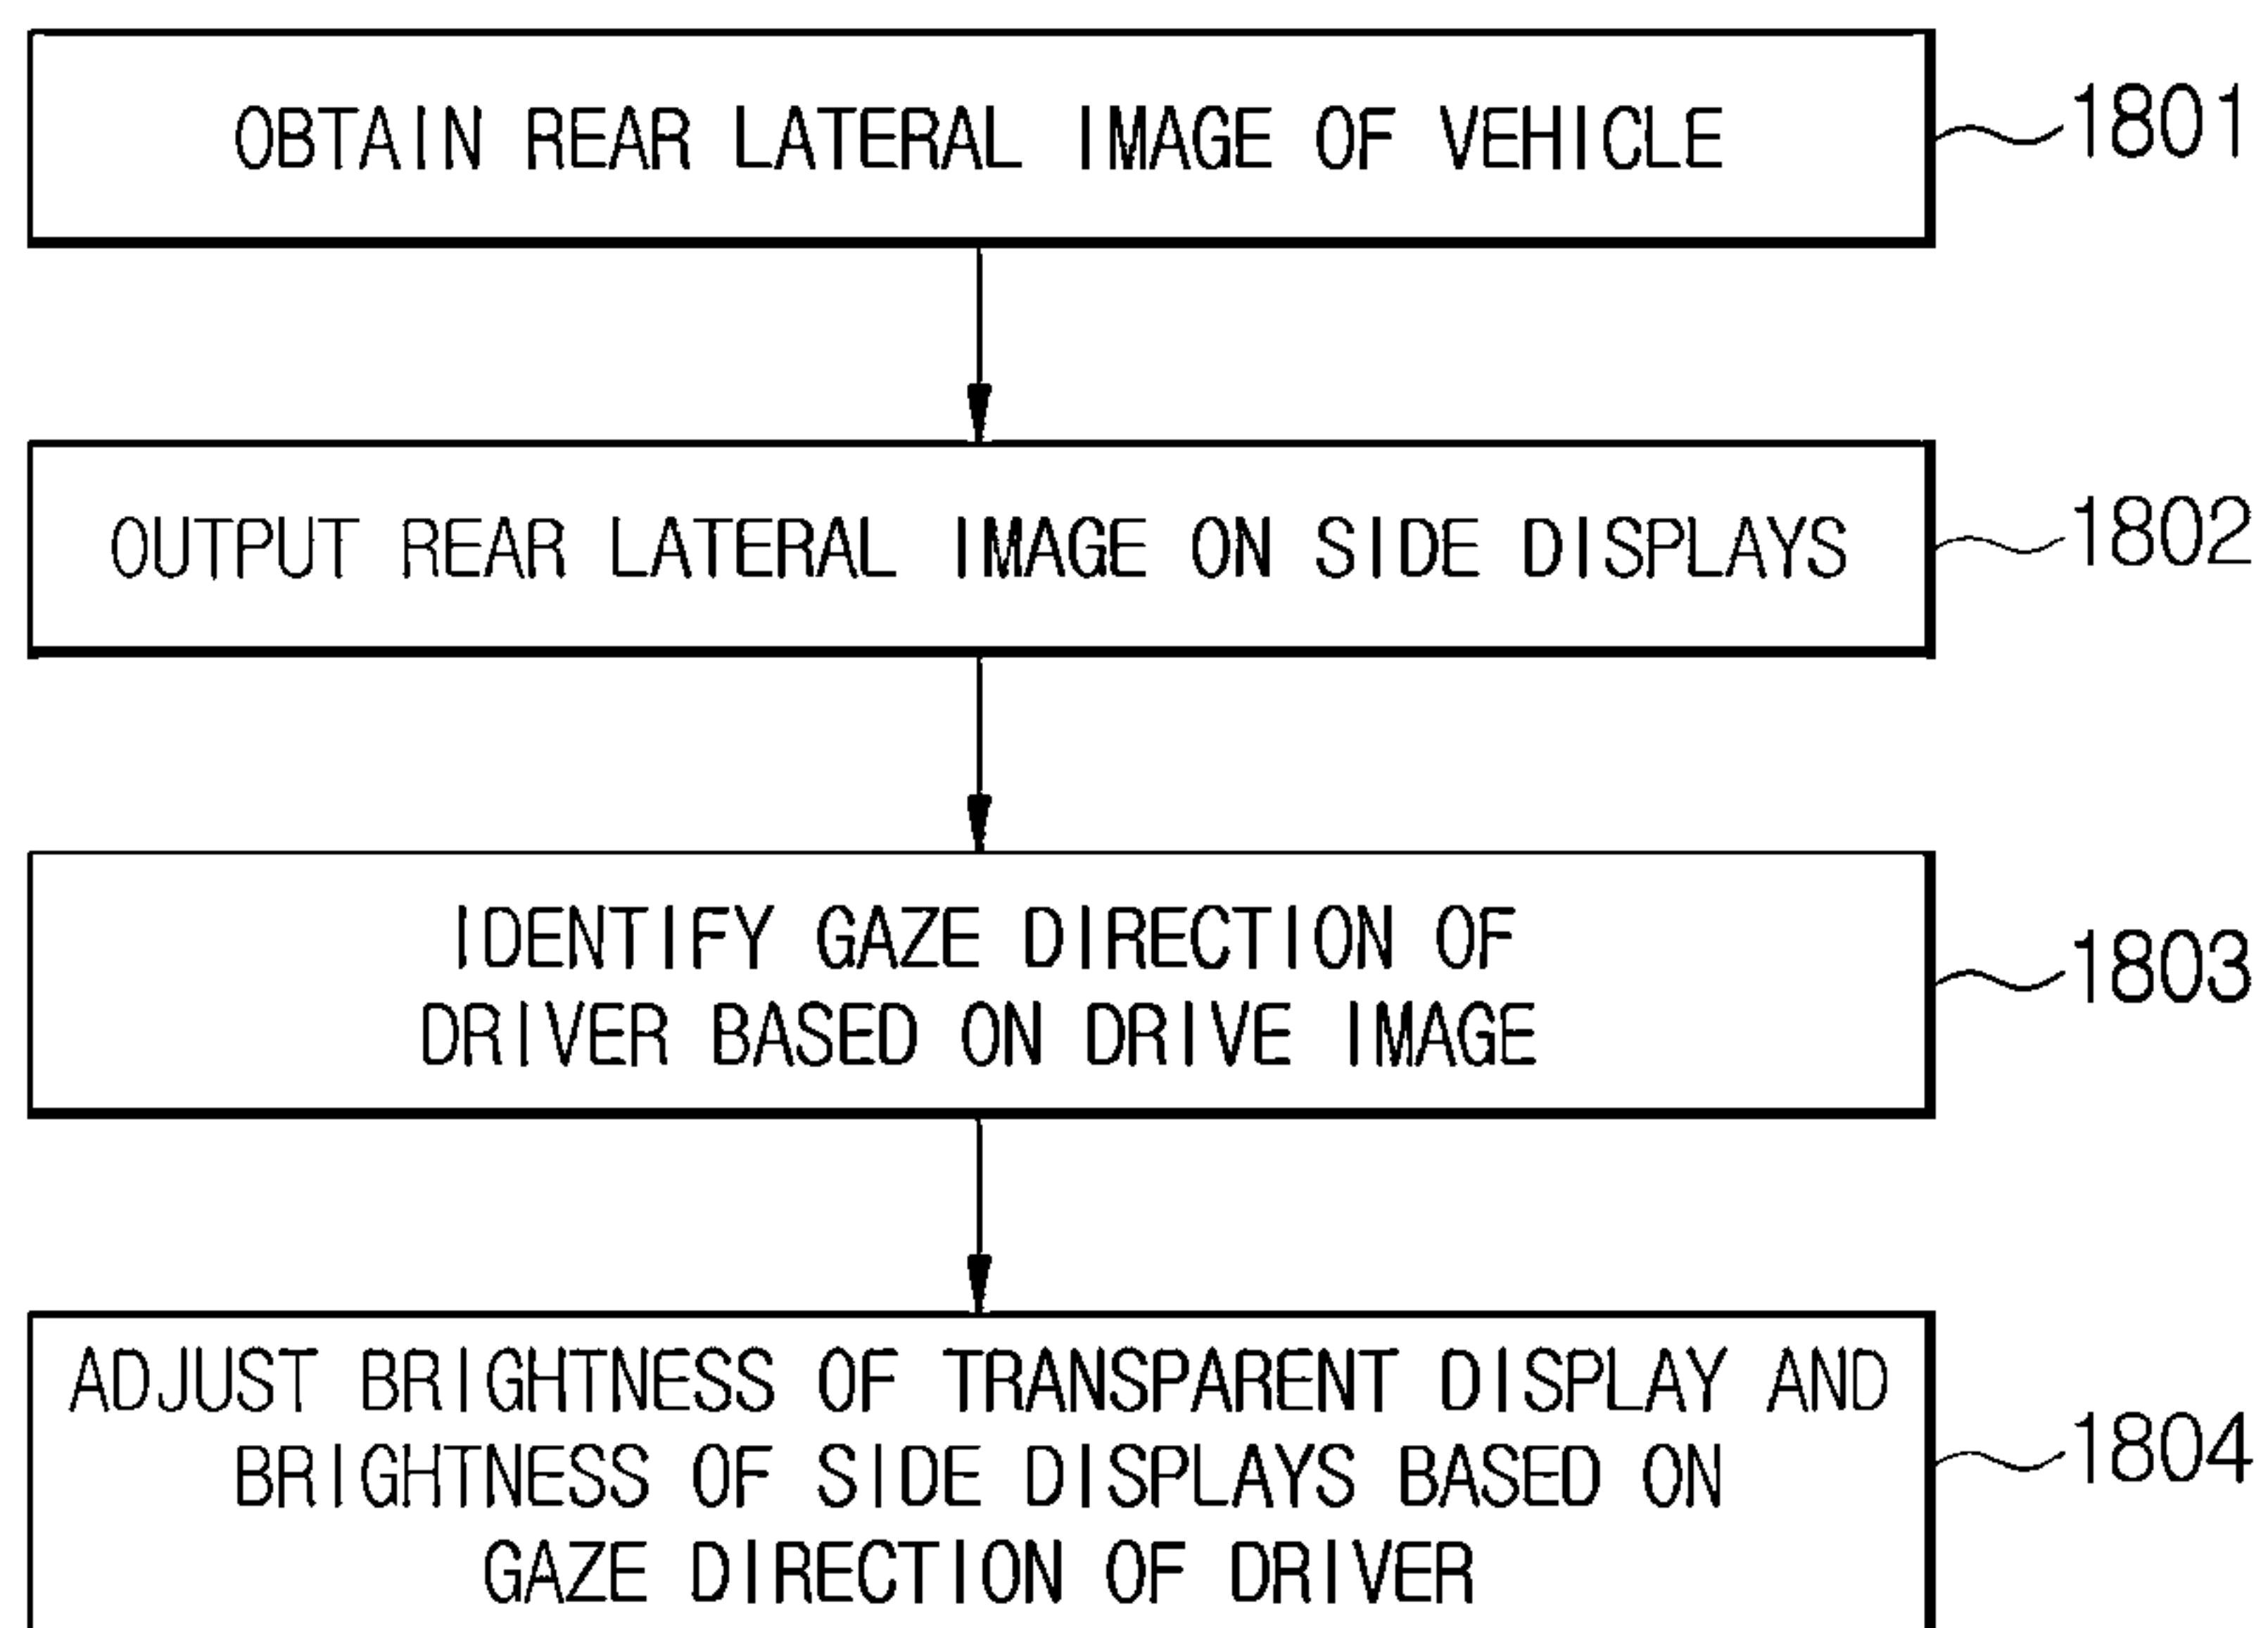 OBTAIN REAR LATERAL IMAGE OF VEHICLE
1801
OUTPUT REAR LATERAL IMAGE ON SIDE DISPLAYS
1802
IDENTIFY GAZE DIRECTION OF
DRIVER BASED ON DRIVE IMAGE
1803
ADJUST BRIGHTNESS OF TRANSPARENT DISPLAY AND
BRIGHTNESS OF SIDE DISPLAYS BASED ON
GAZE DIRECTION OF DRIVER
1804